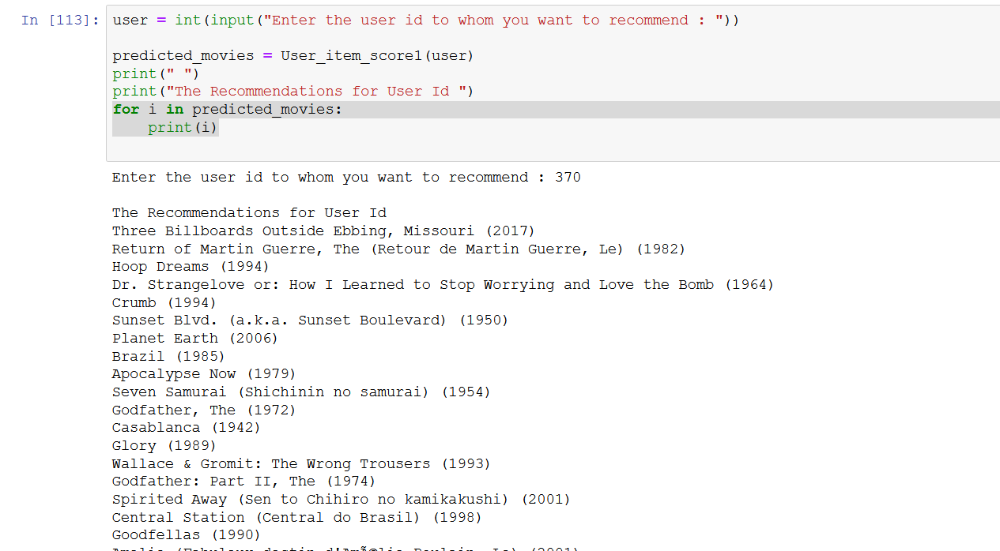 In [113]: user = int(input("Enter the user id to whom you want to recommend : "))
predicted_movies = User_item_score1(user)
print(" ")
print("The Recommendations for User Id ")
for i in predicted_movies:
    print(i)
Enter the user id to whom you want to recommend : 370
The Recommendations for User Id
Three Billboards Outside Ebbing, Missouri (2017)
Return of Martin Guerre, The (Retour de Martin Guerre, Le) (1982)
Hoop Dreams (1994)
Dr. Strangelove or: How I Learned to Stop Worrying and Love the Bomb (1964)
Crumb (1994)
Sunset Blvd. (a.k.a. Sunset Boulevard) (1950)
Planet Earth (2006)
Brazil (1985)
Apocalypse Now (1979)
Seven Samurai (Shichinin no samurai) (1954)
Godfather, The (1972)
Casablanca (1942)
Glory (1989)
Wallace & Gromit: The Wrong Trousers (1993)
Godfather: Part II, The (1974)
Spirited Away (Sen to Chihiro no kamikakushi) (2001)
Central Station (Central do Brasil) (1998)
Goodfellas (1990)